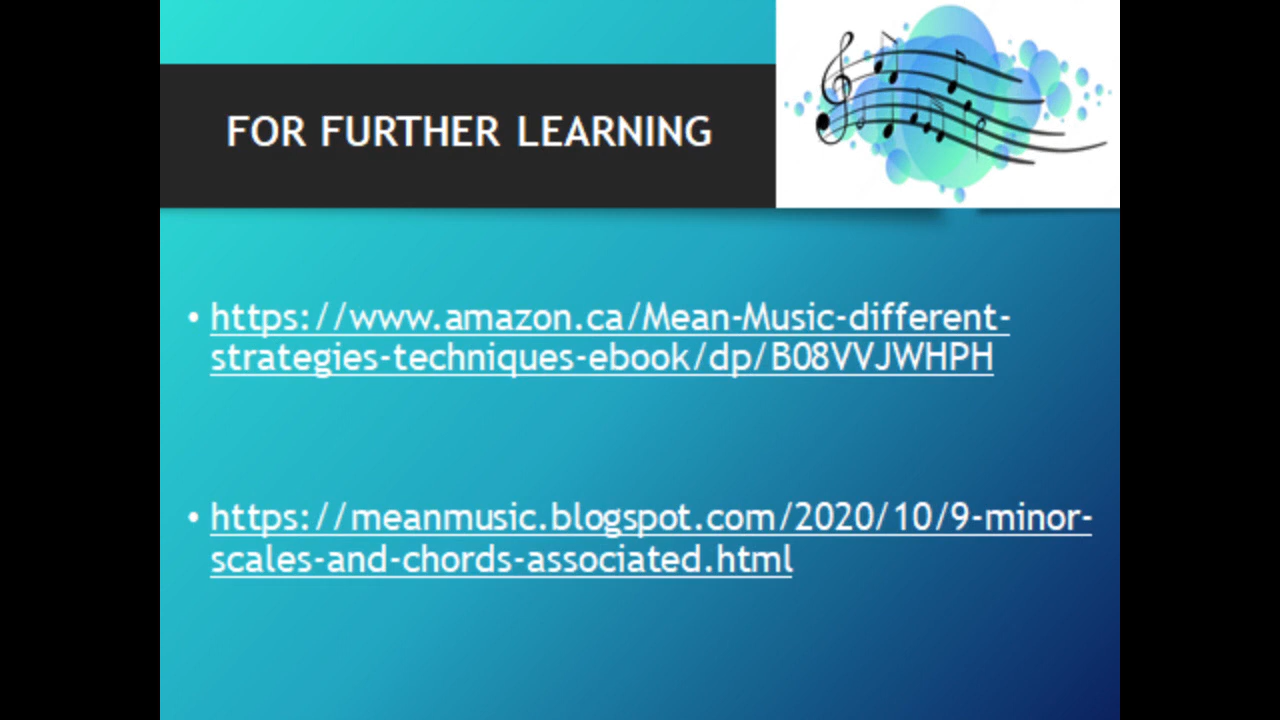 FOR FURTHER LEARNING
• https://www.amazon.ca/Mean-Music-different-
strategies-techniques-ebook/dp/B08VVJWHPH
• https://meanmusic.blogspot.com/2020/10/9-minor-
scales-and-chords-associated.html